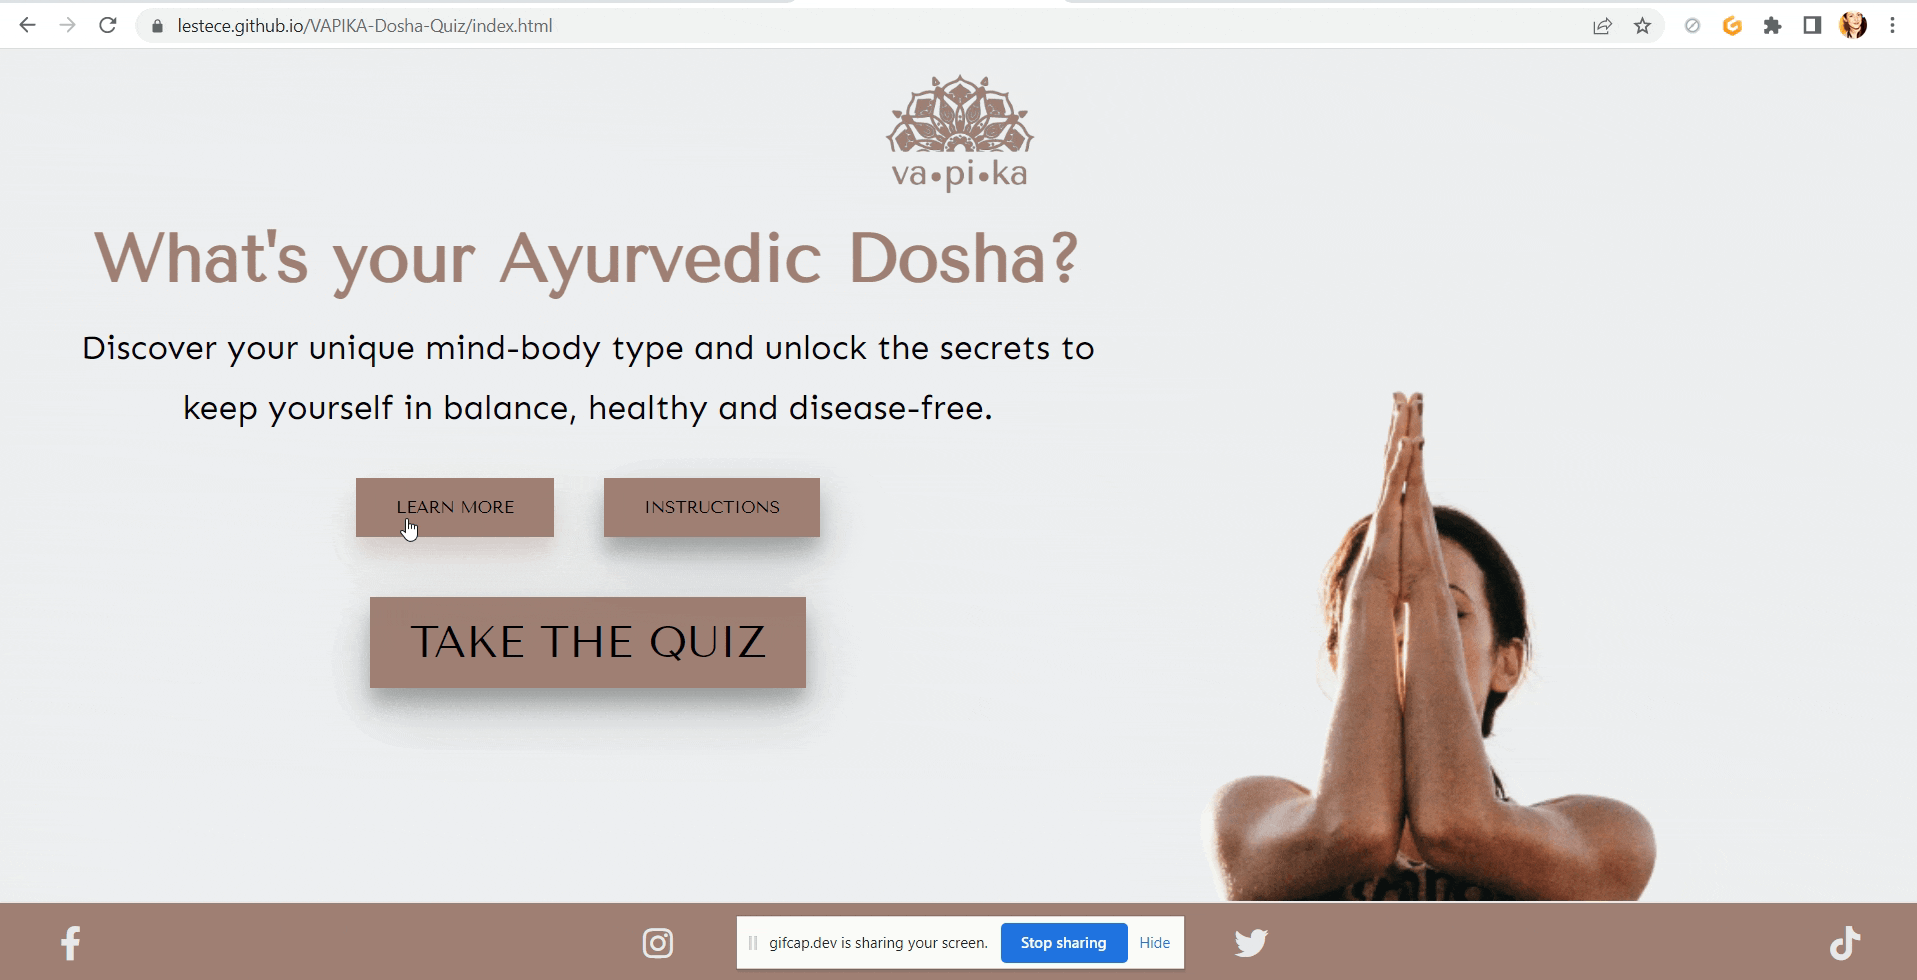 lestece.github.io/VAPIKA-Dosha-Quiz/index.html
va•pi•ka
What's your Ayurvedic Dosha?
Discover your unique mind-body type and unlock the secrets to
keep yourself in balance, healthy and disease-free.
LEARN MORE
INSTRUCTIONS
TAKE THE QUIZ
gifcap.dev is sharing your screen.
Stop sharing
Hide